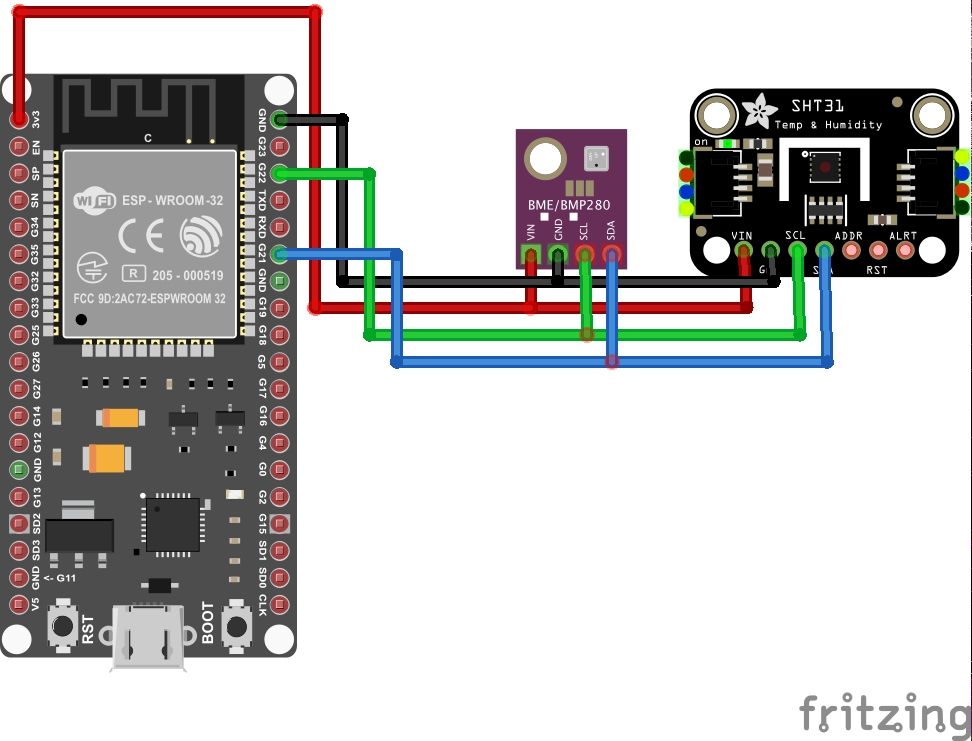 3v3
EN
SP
SN
G34
G35
G32
G33
G25
G26
G27
G14
G12
GND
G13
SD2
SD3
GND
V5
<- G11
C
WiFi
ESP - WROOM -32
CE
R 205 - 000519
FCC 9D:2AC72-ESPWROOM 32
GND
G23
G22
TXD
RXD
G21
GND
G19
G18
G5
G17
G16
G4
G0
G2
G15
SD1
SD0
CLK
RST
BOOT
BME/BMP280
VIN
GND
SCL
SDA
SHT31
Temp & Humidity
on
VIN
SCL
ADDR
ALRT
RST
fritzing